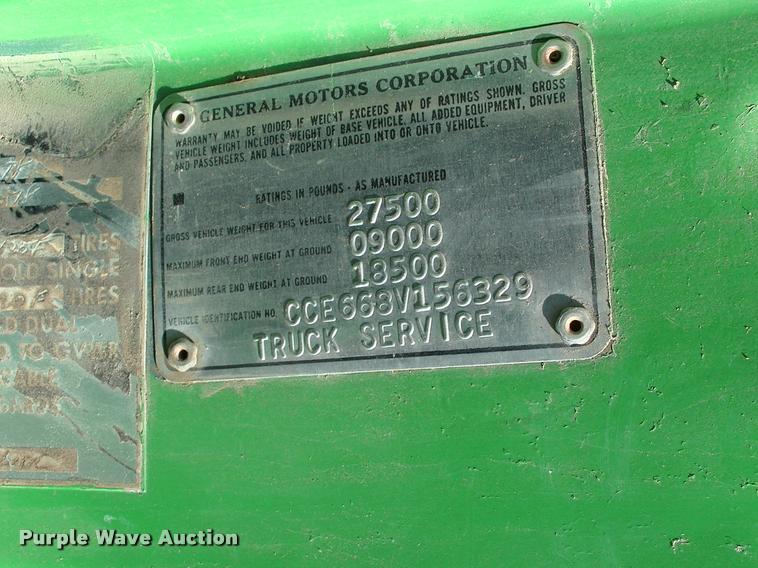 GENERAL MOTORS CORPORATION
WARRANTY MAY BE VOIDED IF WEIGHT EXCEEDS ANY OF RATINGS SHOWN. GROSS
VEHICLE WEIGHT INCLUDES WEIGHT OF BASE VEHICLE, ALL ADDED EQUIPMENT, DRIVER
AND PASSENGERS, AND ALL PROPERTY LOADED INTO OR ONTO VEHICLE.
RATINGS IN POUNDS - AS MANUFACTURED
GROSS VEHICLE WEIGHT FOR THIS VEHICLE 27500
MAXIMUM FRONT END WEIGHT AT GROUND 09000
MAXIMUM REAR END WEIGHT AT GROUND 18500
VEHICLE IDENTIFICATION NO. CCE668V156329
TRUCK SERVICE
TIRES
OLD SINGLE
TIRES
DUAL
TO GVWR
Purple Wave Auction